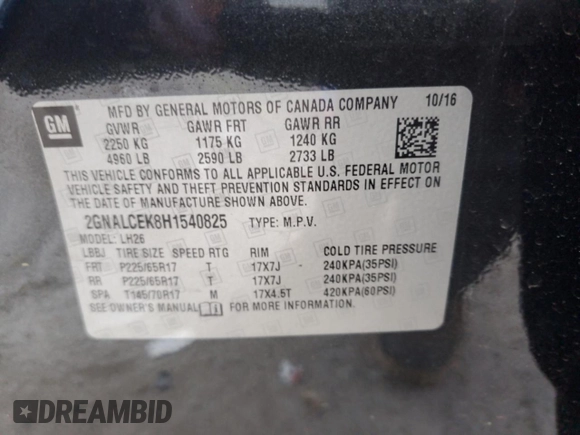 GM
MFD BY GENERAL MOTORS OF CANADA COMPANY 10/16
GVWR GAWR FRT GAWR RR
2250 KG 1175 KG 1240 KG
4960 LB 2590 LB 2733 LB
THIS VEHICLE CONFORMS TO ALL APPLICABLE U.S. FEDERAL MOTOR
VEHICLE SAFETY AND THEFT PREVENTION STANDARDS IN EFFECT ON
THE DATE OF MANUFACTURE SHOWN ABOVE.
2GNALCEK8H1540825 TYPE: M.P.V.
MODEL: LH26
LBBJ TIRE SIZE SPEED RTG RIM COLD TIRE PRESSURE
FRT P225/65R17 T 17X7J 240KPA(35PSI)
RR P225/65R17 T 17X7J 240KPA(35PSI)
SPA T145/70R17 M 17X4.5T 420KPA(60PSI)
SEE OWNER'S MANUAL FOR MORE INFORMATION.
DREAMBID